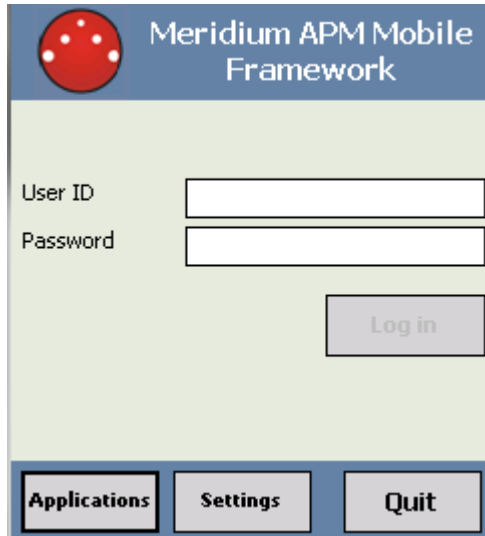 Meridium APM Mobile
Framework
User ID
Password
Log in
Applications
Settings
Quit